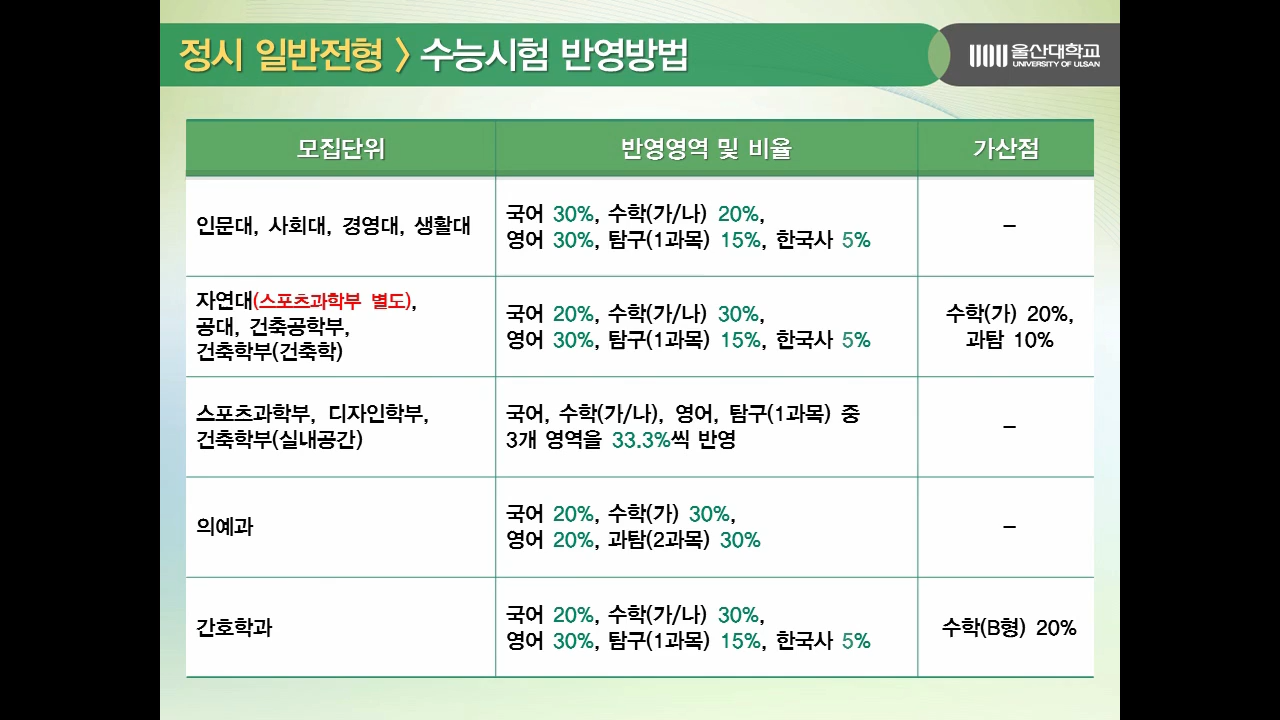 정시 일반전형 > 수능시험 반영방법
울산대학교
UNIVERSITY OF ULSAN
모집단위
반영영역 및 비율
가산점
인문대, 사회대, 경영대, 생활대
국어 30%, 수학(가/나) 20%,
영어 30%, 탐구(1과목) 15%, 한국사 5%
–
자연대(스포츠과학부 별도),
공대, 건축공학부,
건축학부(건축학)
국어 20%, 수학(가/나) 30%,
영어 30%, 탐구(1과목) 15%, 한국사 5%
수학(가) 20%,
과탐 10%
스포츠과학부, 디자인학부,
건축학부(실내공간)
국어, 수학(가/나), 영어, 탐구(1과목) 중
3개 영역을 33.3%씩 반영
–
의예과
국어 20%, 수학(가) 30%,
영어 20%, 과탐(2과목) 30%
–
간호학과
국어 20%, 수학(가/나) 30%,
영어 30%, 탐구(1과목) 15%, 한국사 5%
수학(B형) 20%